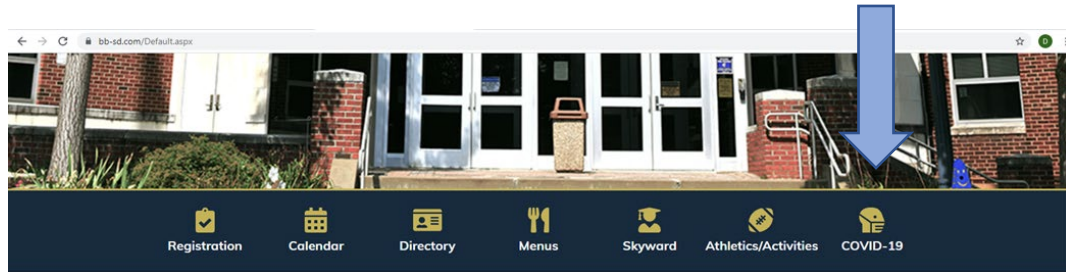 bb-sd.com/Default.aspx
D
Registration Calendar Directory Menus Skyward Athletics/Activities COVID-19